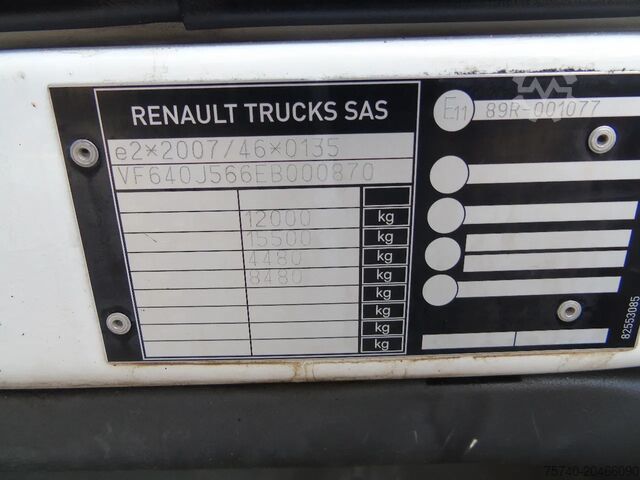 RENAULT TRUCKS SAS
e2*2007/46*0135
VF640J566EB000870
12000 kg
15500 kg
4480 kg
8480 kg
kg
kg
kg
kg
E11 89R-001077
82553085
75740-20466090